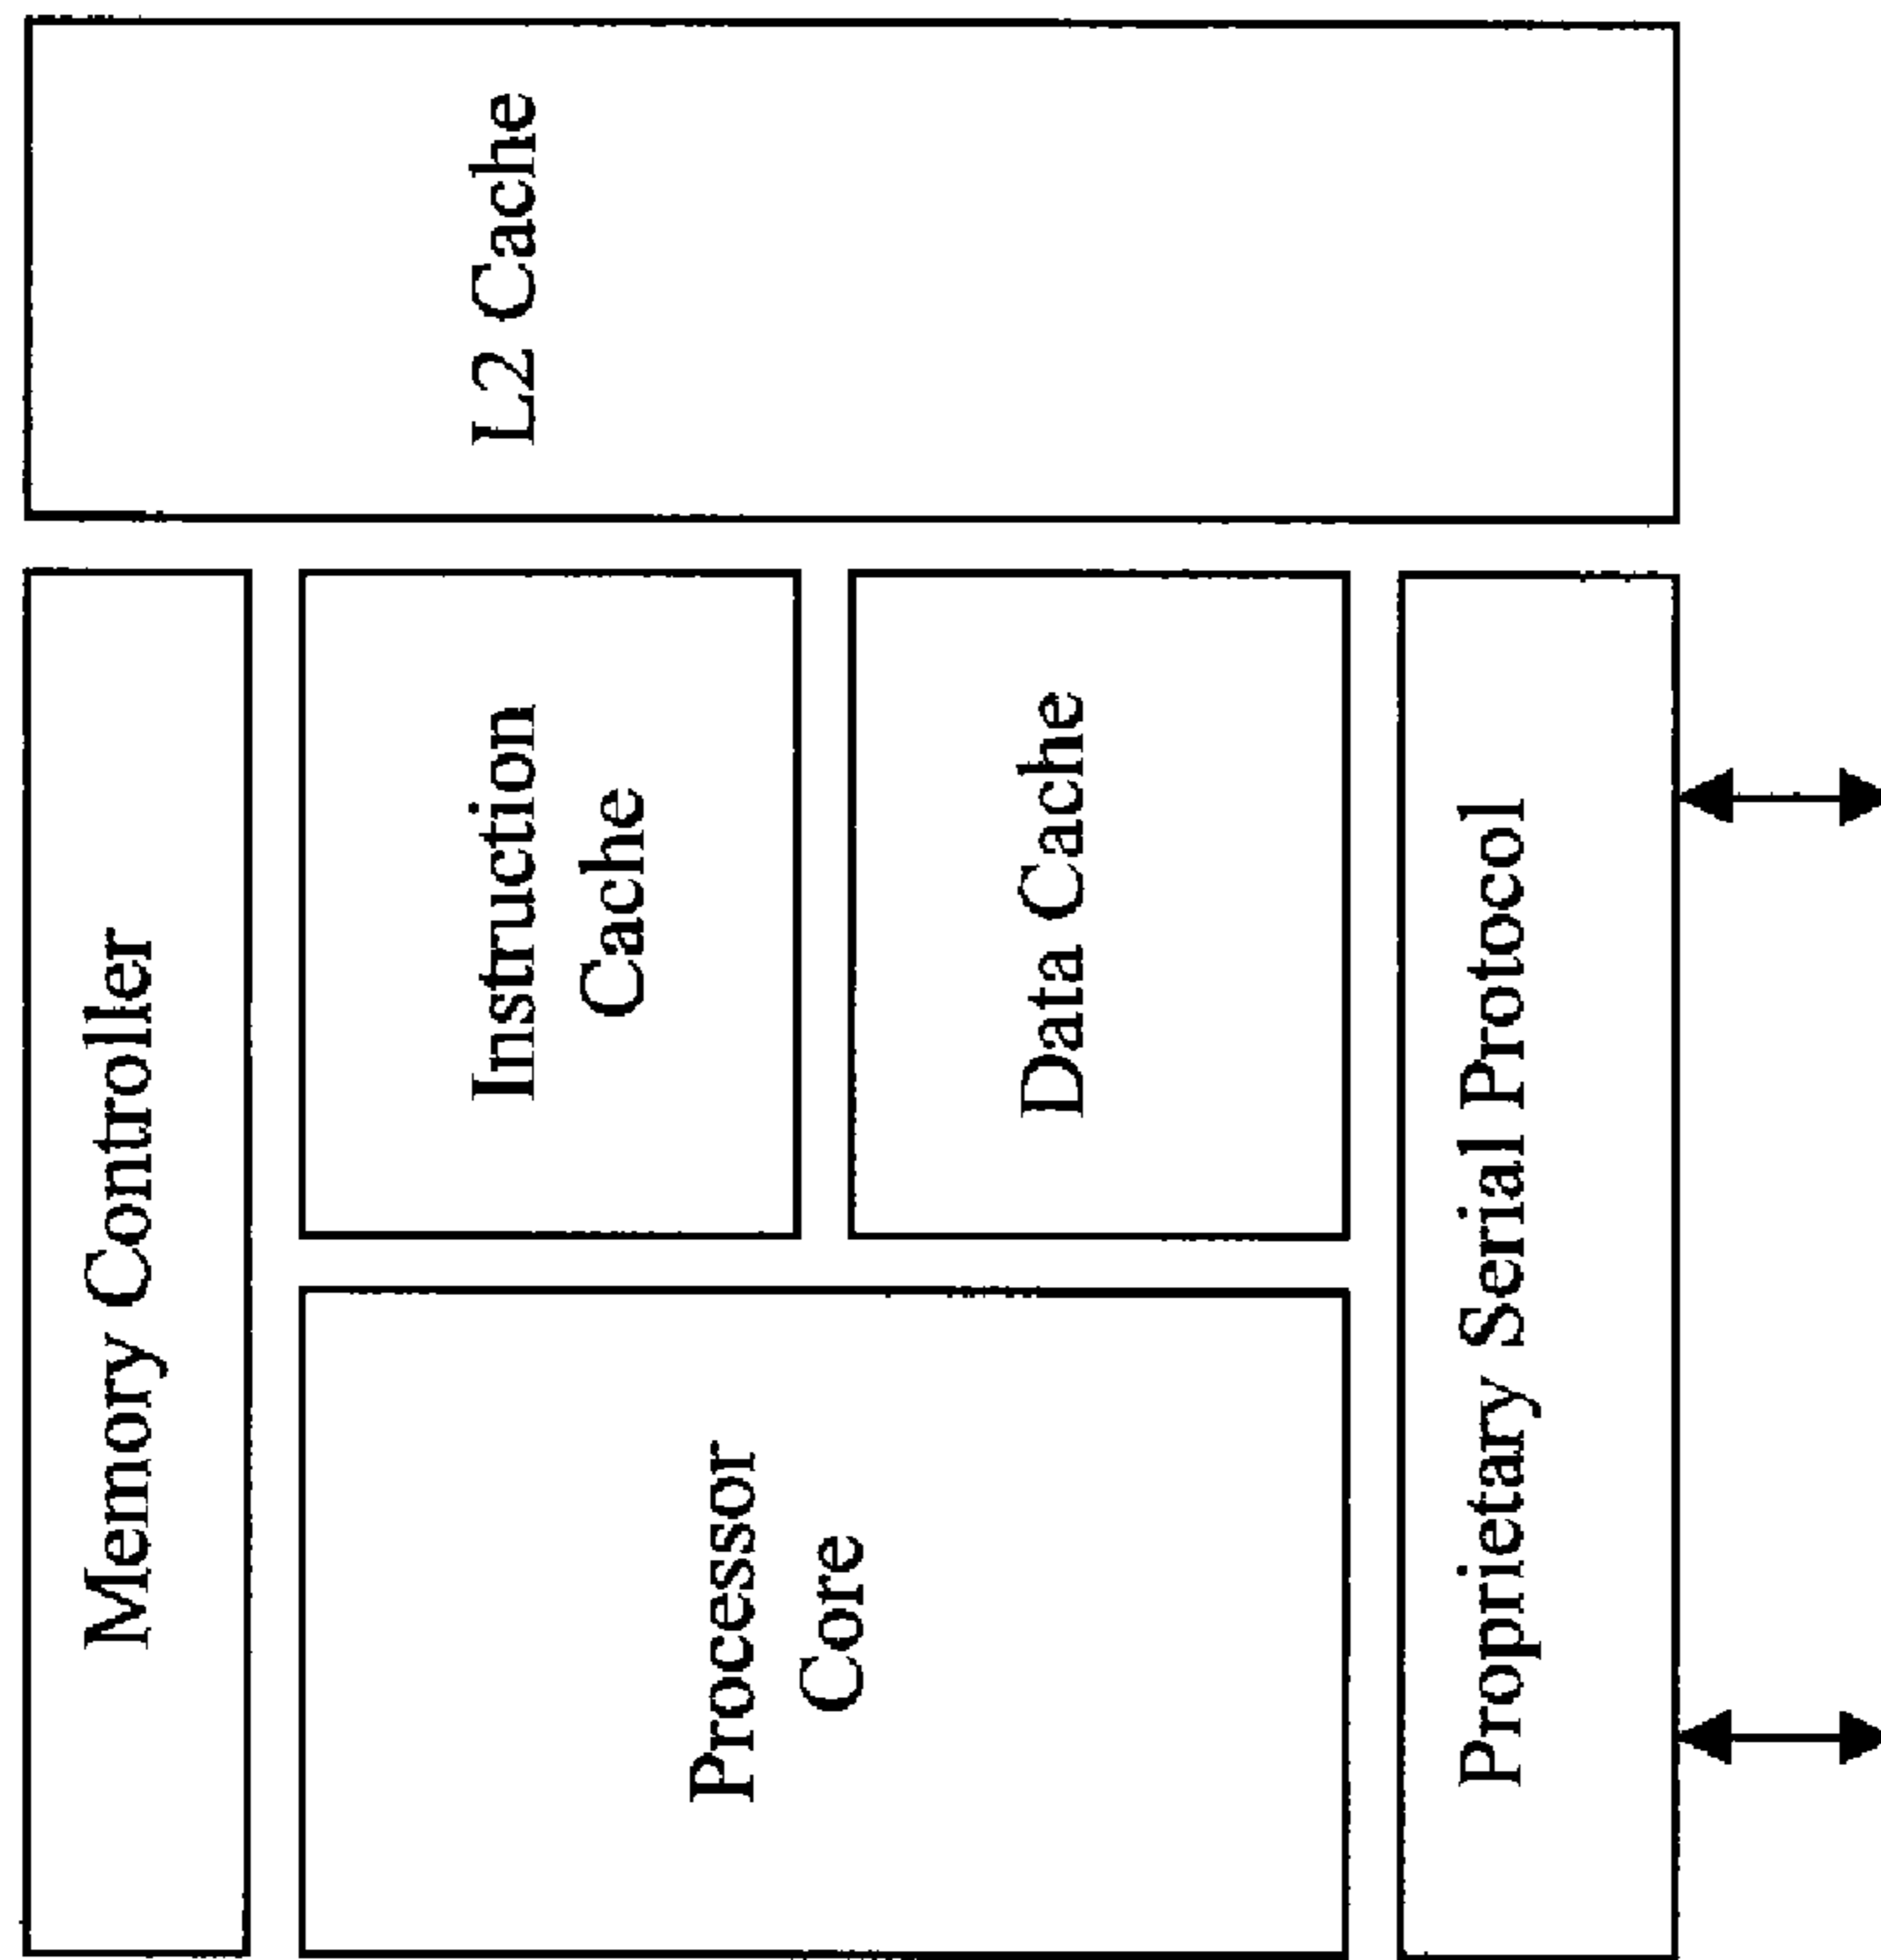 Memory Controller
Processor
Core
Instruction
Cache
Data Cache
L2 Cache
Proprietary Serial Protocol